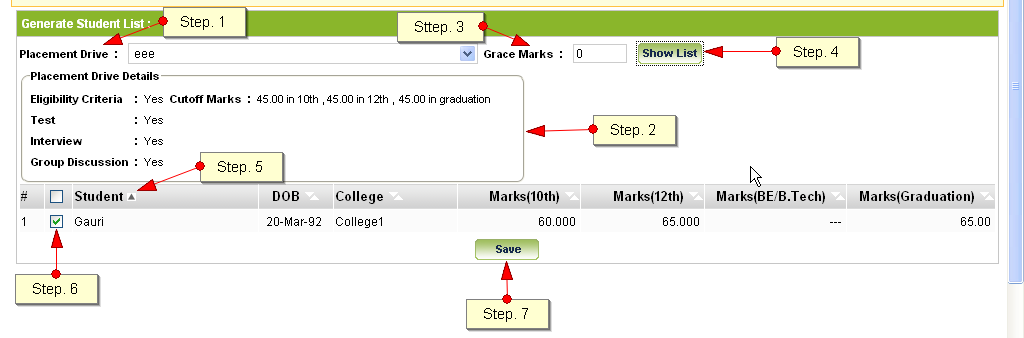 Generate Student List :
Step. 1
Sttep. 3
Placement Drive : eee Grace Marks : 0 Show List
Step. 4
Placement Drive Details
Eligibility Criteria : Yes Cutoff Marks : 45.00 in 10th , 45.00 in 12th , 45.00 in graduation
Test : Yes
Step. 2
Interview : Yes
Group Discussion : Yes
Step. 5
# Student DOB College Marks(10th) Marks(12th) Marks(BE/B.Tech) Marks(Graduation)
1 Gauri 20-Mar-92 College1 60.000 65.000 --- 65.00
Save
Step. 6
Step. 7